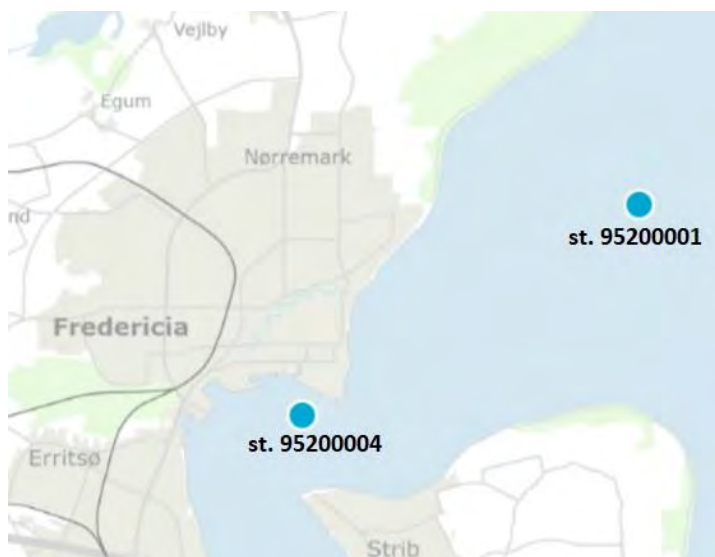 Vejlby
Egum
Nørremark
nd
st. 95200001
Fredericia
st. 95200004
Erritsø
Strib